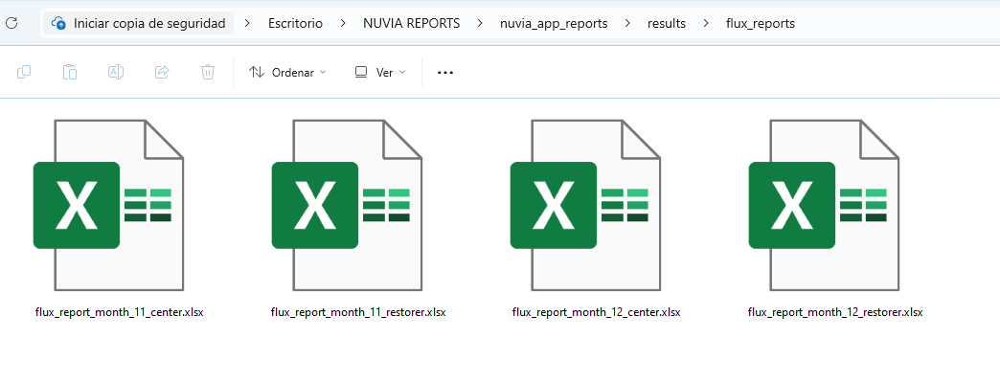 Iniciar copia de seguridad > Escritorio > NUVIA REPORTS > nuvia_app_reports > results > flux_reports
Ordenar Ver ...
X X X X
flux_report_month_11_center.xlsx flux_report_month_11_restorer.xlsx flux_report_month_12_center.xlsx flux_report_month_12_restorer.xlsx